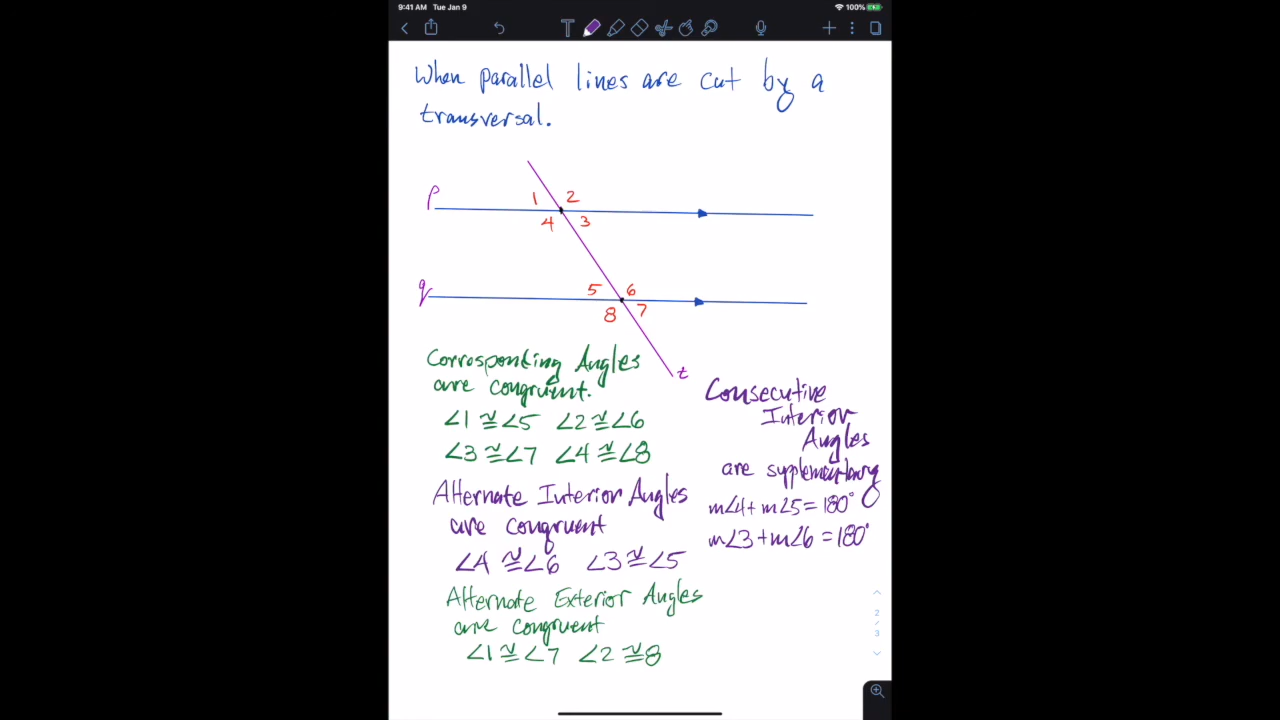 9:41 AM Tue Jan 9
100%
T
When parallel lines are cut by a
transversal.
p
1 2
4 3
q
5 6
8 7
t
Corresponding Angles
are congruent.
∠1 ≅ ∠5 ∠2 ≅ ∠6
∠3 ≅ ∠7 ∠4 ≅ ∠8
Alternate Interior Angles
are congruent
∠4 ≅ ∠6 ∠3 ≅ ∠5
Alternate Exterior Angles
are congruent
∠1 ≅ ∠7 ∠2 ≅ 8
Consecutive
Interior
Angles
are supplementary
m∠4 + m∠5 = 180°
m∠3 + m∠6 = 180°
2
/
3